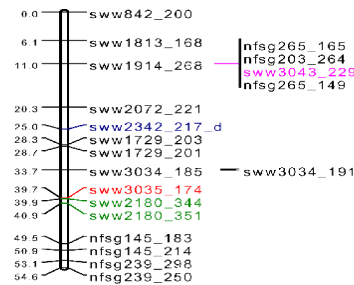 0.0 sww842_200
6.1 sww1813_168
11.0 sww1914_268
nfsg265_165
nfsg203_264
sww3043_229
nfsg265_149
20.3 sww2072_221
25.0 sww2342_217_d
28.3 sww1729_203
28.7 sww1729_201
33.7 sww3034_185 sww3034_191
39.7 sww3035_174
39.9 sww2180_344
40.9 sww2180_351
49.5 nfsg145_183
50.9 nfsg145_214
53.1 nfsg239_298
54.6 nfsg239_250